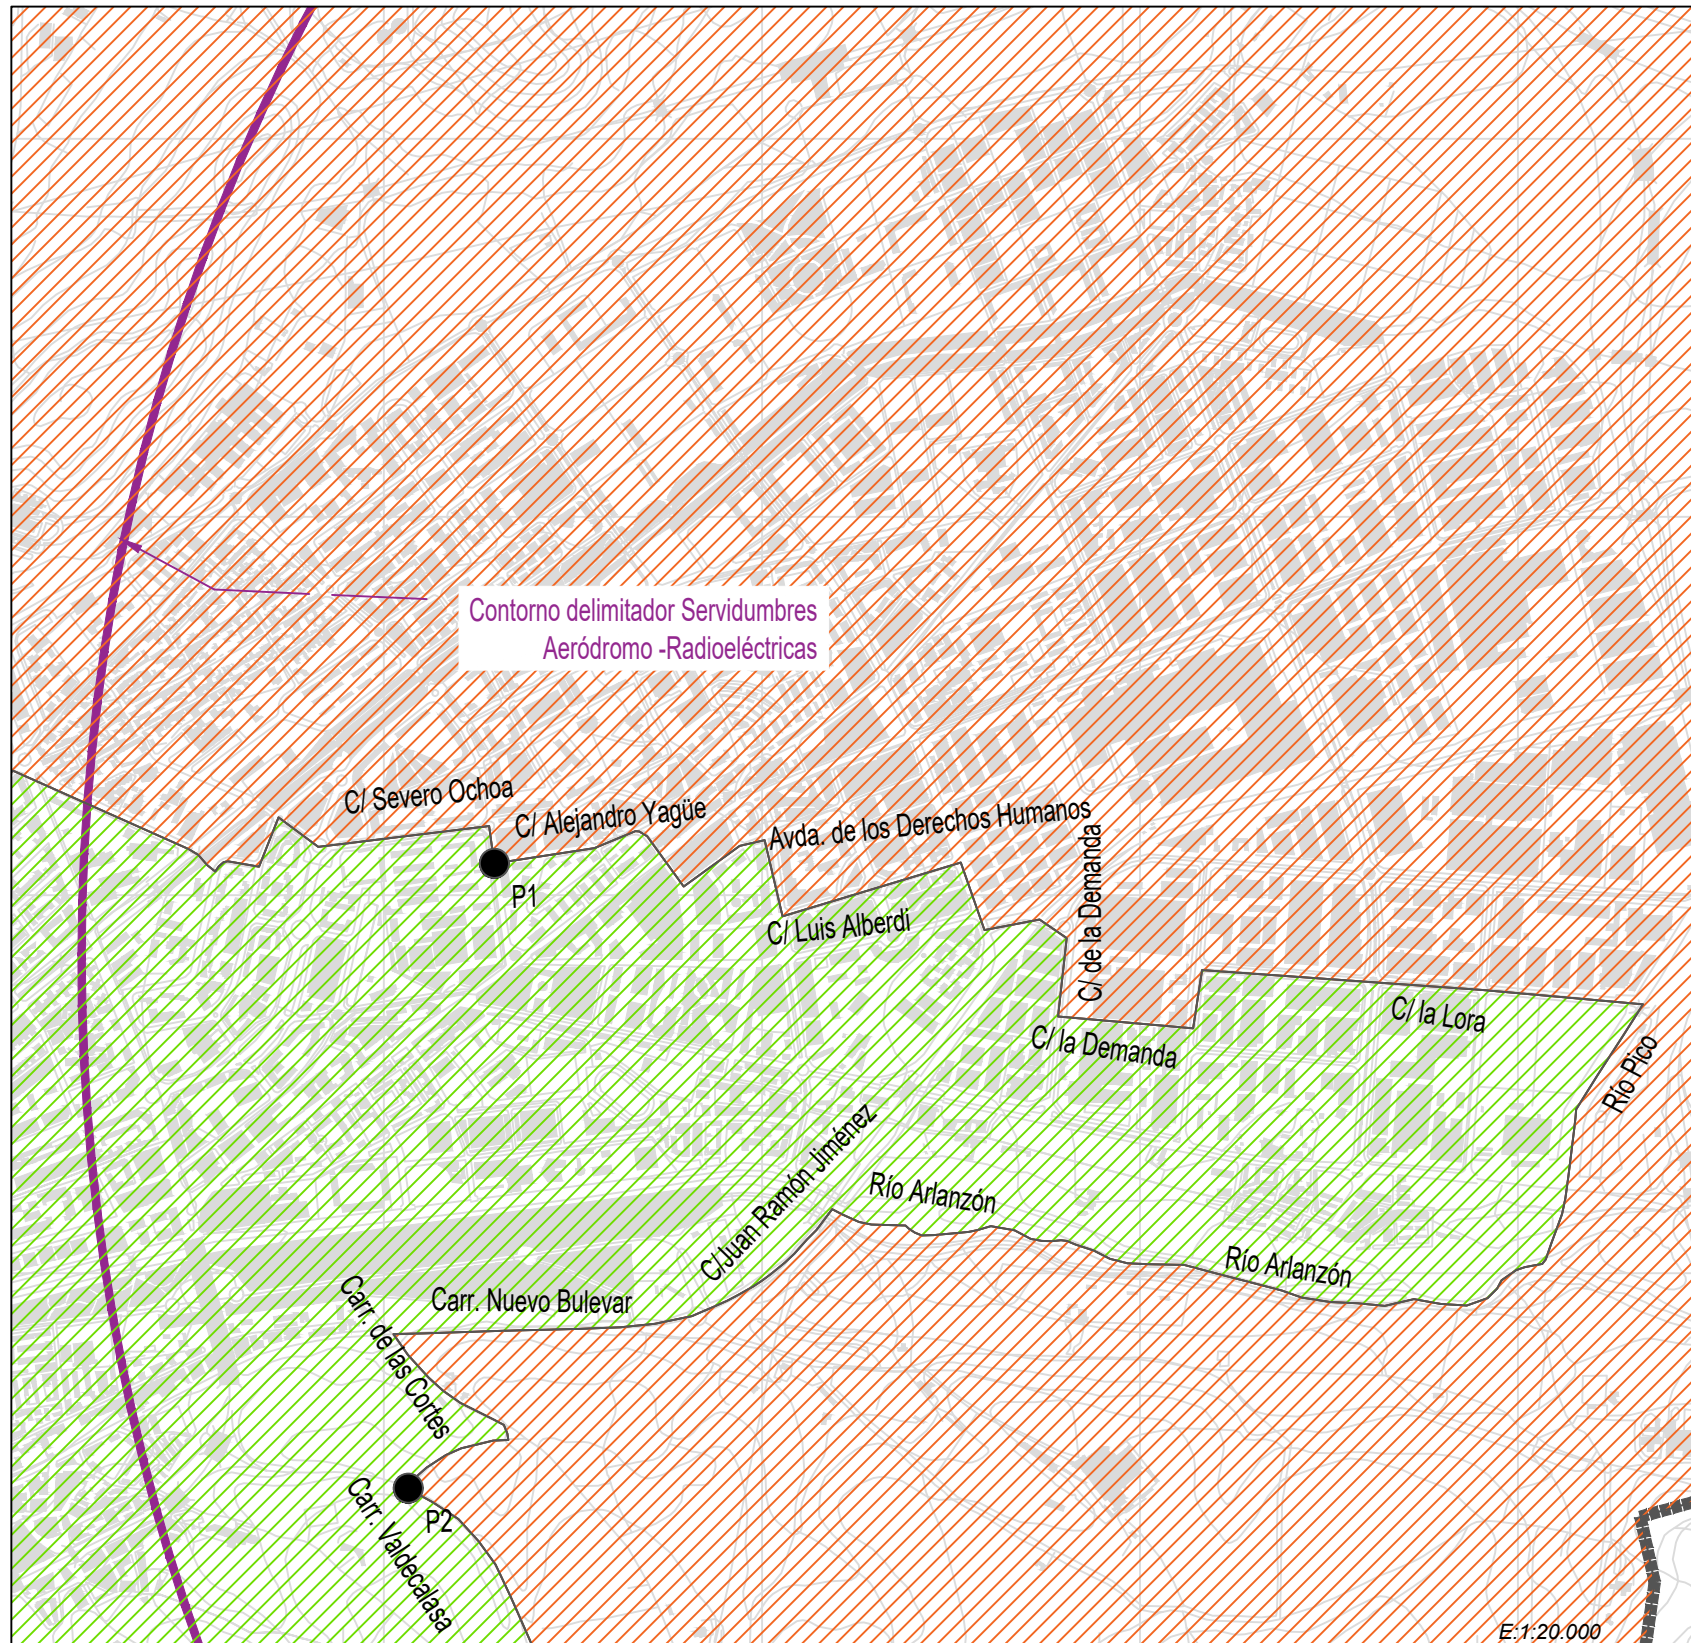 Contorno delimitador Servidumbres
Aeródromo -Radioeléctricas
C/ Severo Ochoa
C/ Alejandro Yagüe
Avda. de los Derechos Humanos
P1
C/ Luis Alberdi
C/ de la Demanda
C/ la Demanda
C/ la Lora
Rio Pico
C/Juan Ramón Jiménez
Río Arlanzón
Río Arlanzón
Carr. Nuevo Bulevar
Carr. de las Cortes
P2
Carr. Valdecalasa
E:1:20.000